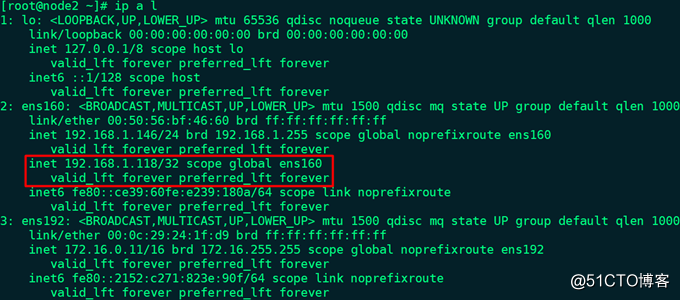 [root@node2 ~]# ip a l
1: lo: <LOOPBACK,UP,LOWER_UP> mtu 65536 qdisc noqueue state UNKNOWN group default qlen 1000
link/loopback 00:00:00:00:00:00 brd 00:00:00:00:00:00
inet 127.0.0.1/8 scope host lo
valid_lft forever preferred_lft forever
inet6 ::1/128 scope host
valid_lft forever preferred_lft forever
2: ens160: <BROADCAST,MULTICAST,UP,LOWER_UP> mtu 1500 qdisc mq state UP group default qlen 1000
link/ether 00:50:56:bf:46:60 brd ff:ff:ff:ff:ff:ff
inet 192.168.1.146/24 brd 192.168.1.255 scope global noprefixroute ens160
valid_lft forever preferred_lft forever
inet 192.168.1.118/32 scope global ens160
valid_lft forever preferred_lft forever
inet6 fe80::ce39:60fe:e239:180a/64 scope link noprefixroute
valid_lft forever preferred_lft forever
3: ens192: <BROADCAST,MULTICAST,UP,LOWER_UP> mtu 1500 qdisc mq state UP group default qlen 1000
link/ether 00:0c:29:24:1f:d9 brd ff:ff:ff:ff:ff:ff
inet 172.16.0.11/16 brd 172.16.255.255 scope global noprefixroute ens192
valid_lft forever preferred_lft forever
inet6 fe80::2152:c271:823e:90f/64 scope link noprefixroute
valid_lft forever preferred_lft forever
@51CTO博客